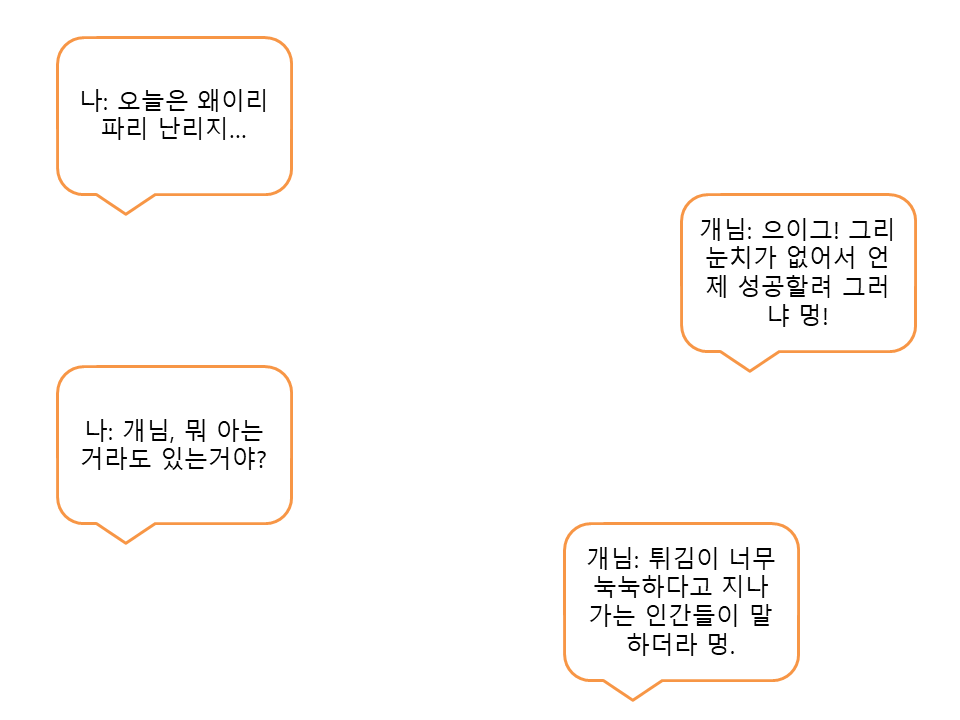 나: 오늘은 왜이리
파리 난리지...
개님: 으이그! 그리
눈치가 없어서 언
제 성공할려 그러
냐 멍!
나: 개님, 뭐 아는
거라도 있는거야?
개님: 튀김이 너무
눅눅하다고 지나
가는 인간들이 말
하더라 멍.